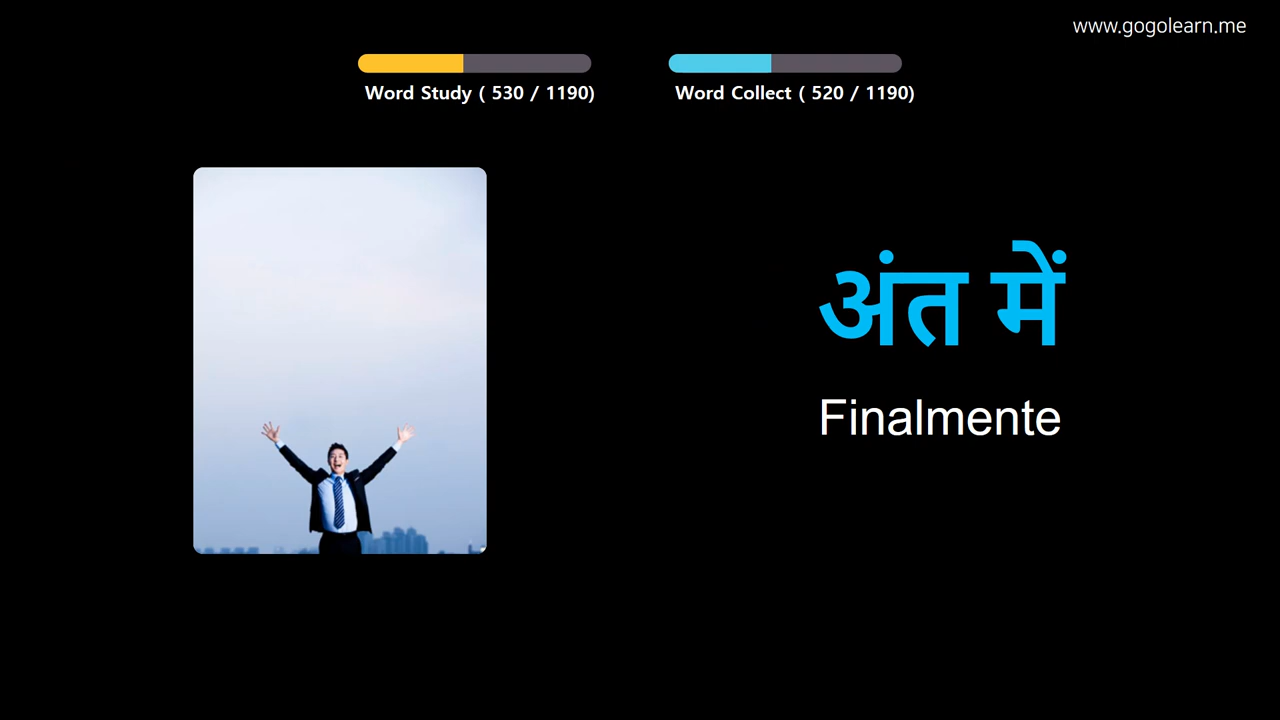 www.gogolearn.me
Word Study ( 530 / 1190)
Word Collect ( 520 / 1190)
अंत में
Finalmente